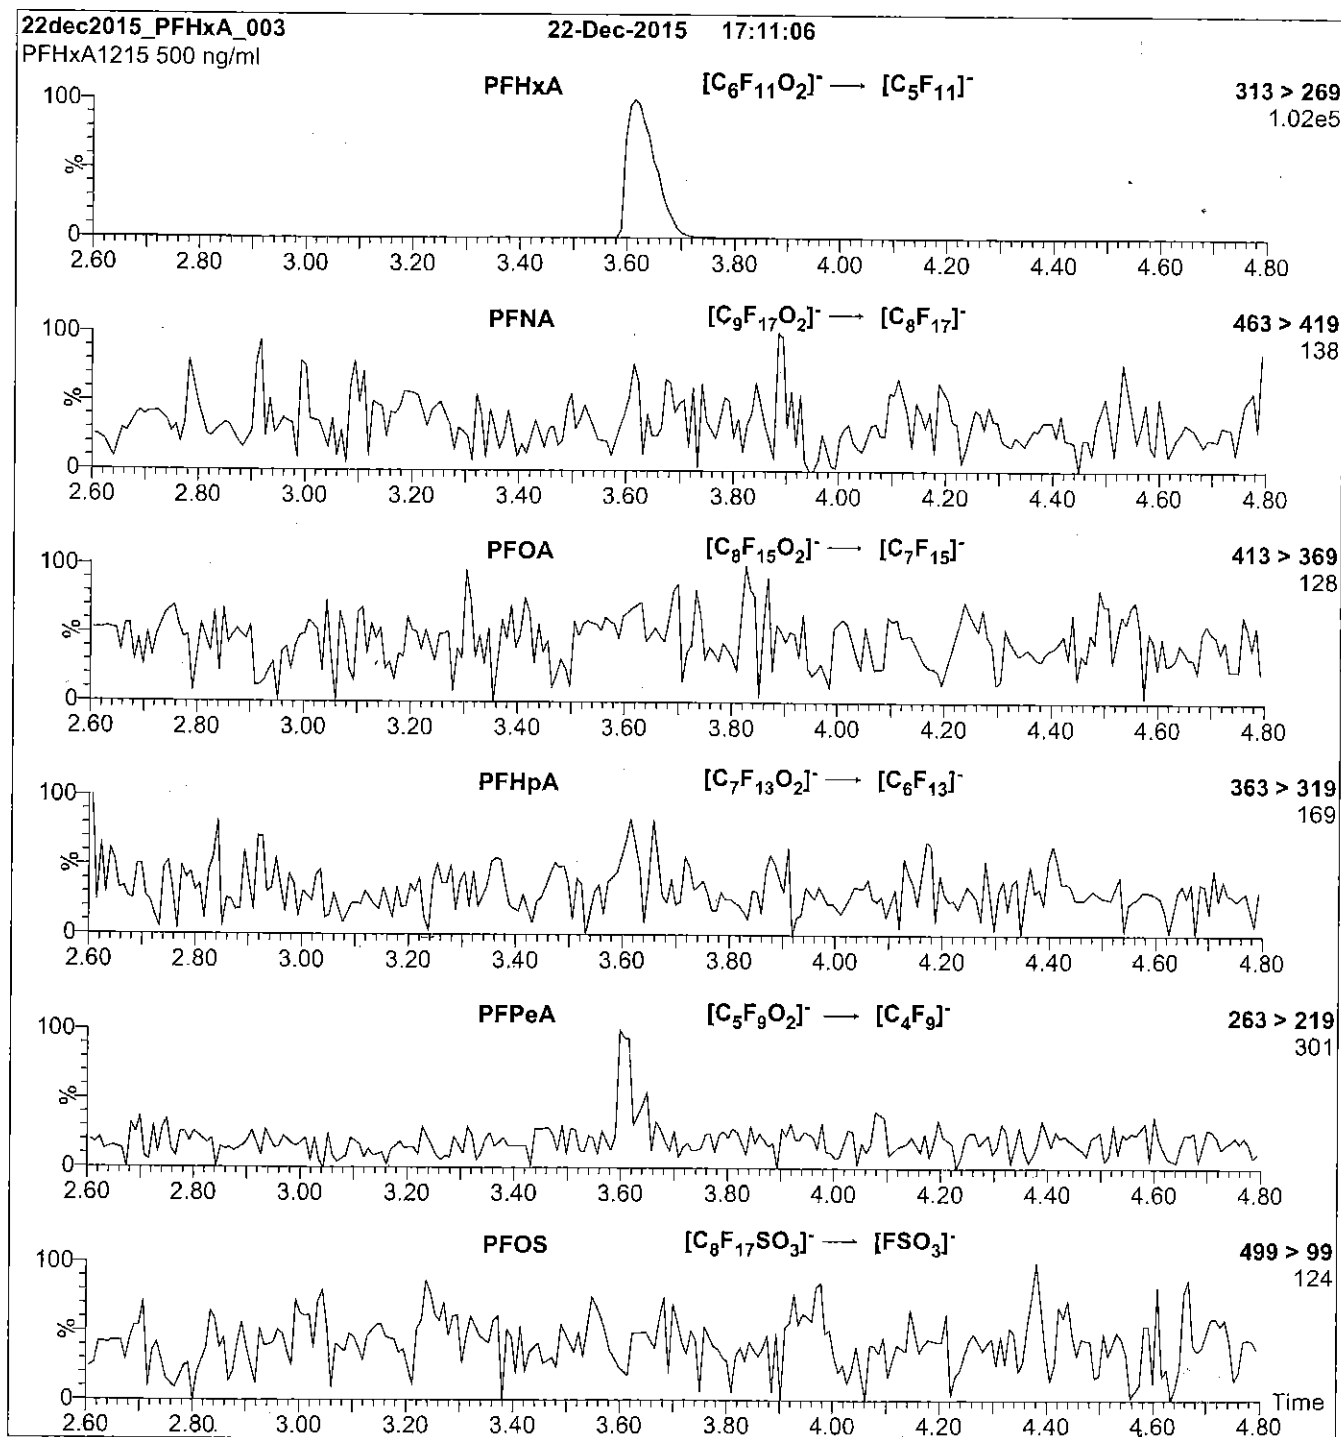 22dec2015_PFHxA_003 22-Dec-2015 17:11:06
PFHxA1215 500 ng/ml
PFHxA [C₆F₁₁O₂]⁻ → [C₅F₁₁]⁻ 313 > 269
1.02e5
100
%
0
2.60 2.80 3.00 3.20 3.40 3.60 3.80 4.00 4.20 4.40 4.60 4.80
PFNA [C₉F₁₇O₂]⁻ → [C₈F₁₇]⁻ 463 > 419
138
100
%
0
2.60 2.80 3.00 3.20 3.40 3.60 3.80 4.00 4.20 4.40 4.60 4.80
PFOA [C₈F₁₅O₂]⁻ → [C₇F₁₅]⁻ 413 > 369
128
100
%
0
2.60 2.80 3.00 3.20 3.40 3.60 3.80 4.00 4.20 4.40 4.60 4.80
PFHpA [C₇F₁₃O₂]⁻ → [C₆F₁₃]⁻ 363 > 319
169
100
%
0
2.60 2.80 3.00 3.20 3.40 3.60 3.80 4.00 4.20 4.40 4.60 4.80
PFPeA [C₅F₉O₂]⁻ → [C₄F₉]⁻ 263 > 219
301
100
%
0
2.60 2.80 3.00 3.20 3.40 3.60 3.80 4.00 4.20 4.40 4.60 4.80
PFOS [C₈F₁₇SO₃]⁻ → [FSO₃]⁻ 499 > 99
124
100
%
0
Time
2.60 2.80 3.00 3.20 3.40 3.60 3.80 4.00 4.20 4.40 4.60 4.80